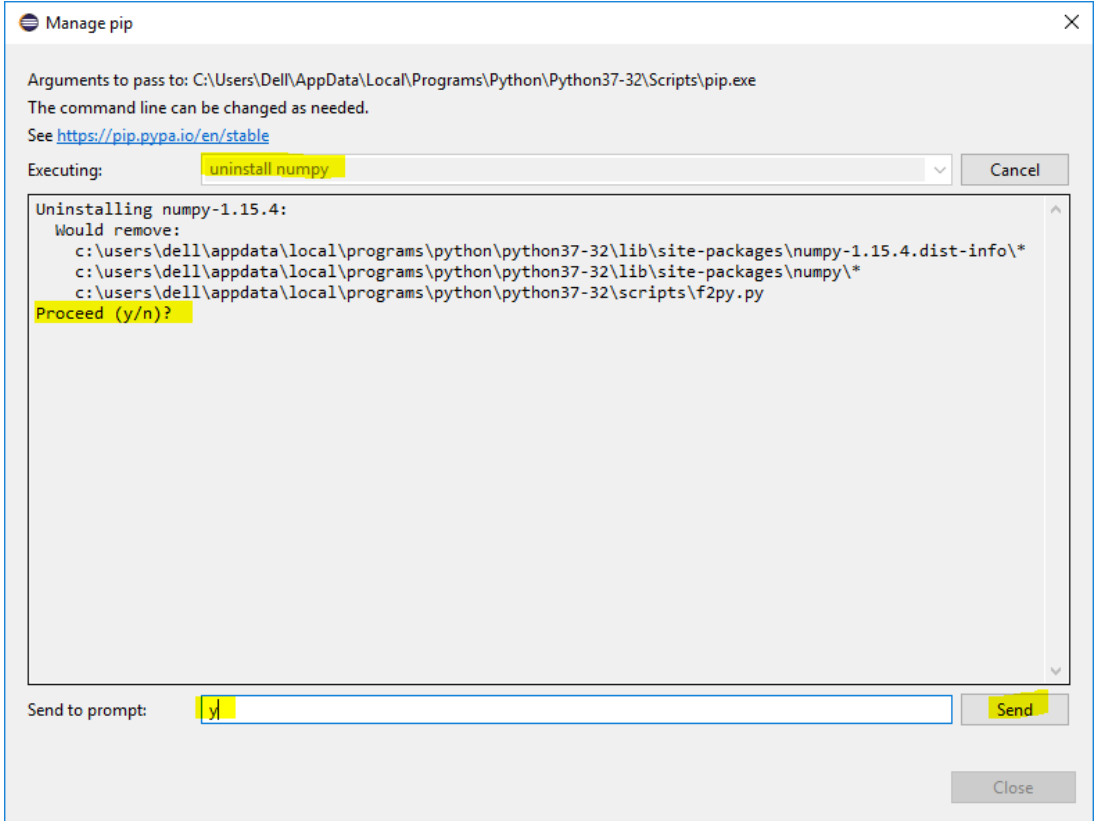 Manage pip
Arguments to pass to: C:\Users\Dell\AppData\Local\Programs\Python\Python37-32\Scripts\pip.exe
The command line can be changed as needed.
See https://pip.pypa.io/en/stable
Executing: uninstall numpy Cancel
Uninstalling numpy-1.15.4:
Would remove:
c:\users\dell\appdata\local\programs\python\python37-32\lib\site-packages\numpy-1.15.4.dist-info\*
c:\users\dell\appdata\local\programs\python\python37-32\lib\site-packages\numpy\*
c:\users\dell\appdata\local\programs\python\python37-32\scripts\f2py.py
Proceed (y/n)?
Send to prompt: y Send
Close